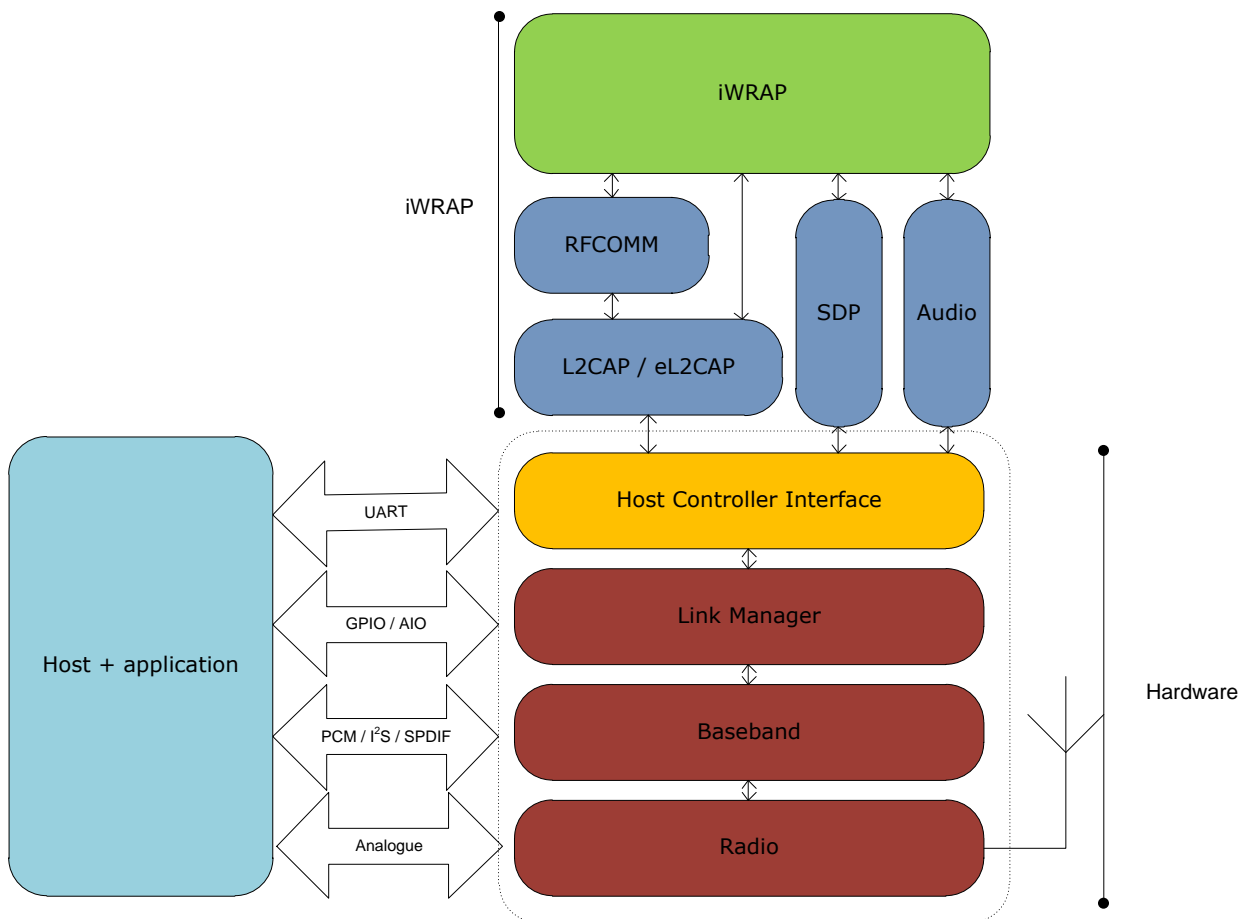 iWRAP
iWRAP
RFCOMM
SDP
Audio
L2CAP / eL2CAP
Host Controller Interface
UART
Link Manager
GPIO / AIO
Host + application
Hardware
PCM / I²S / SPDIF
Baseband
Analogue
Radio